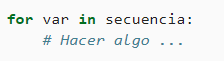 for var in secuencia:
    # Hacer algo ...